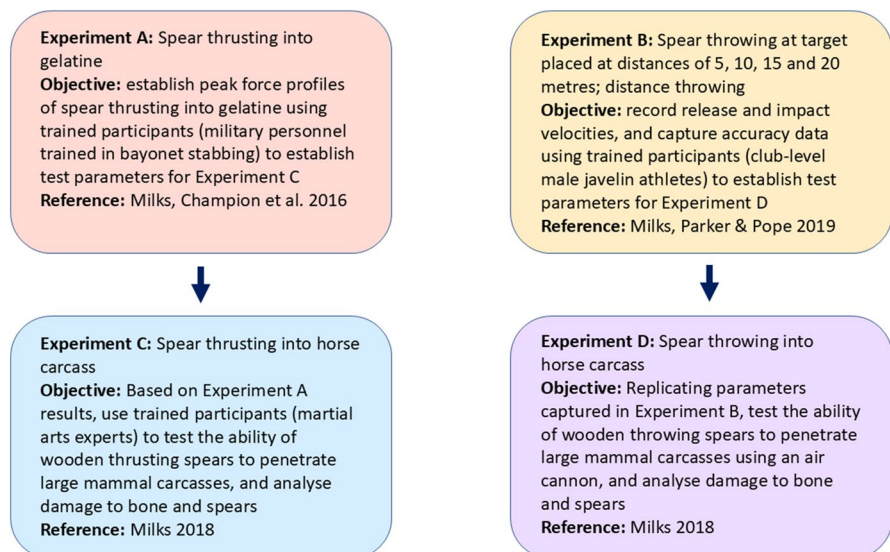 Experiment A: Spear thrusting into
gelatine
Objective: establish peak force profiles
of spear thrusting into gelatine using
trained participants (military personnel
trained in bayonet stabbing) to establish
test parameters for Experiment C
Reference: Milks, Champion et al. 2016
Experiment B: Spear throwing at target
placed at distances of 5, 10, 15 and 20
metres; distance throwing
Objective: record release and impact
velocities, and capture accuracy data
using trained participants (club-level
male javelin athletes) to establish test
parameters for Experiment D
Reference: Milks, Parker & Pope 2019
Experiment C: Spear thrusting into horse
carcass
Objective: Based on Experiment A
results, use trained participants (martial
arts experts) to test the ability of
wooden thrusting spears to penetrate
large mammal carcasses, and analyse
damage to bone and spears
Reference: Milks 2018
Experiment D: Spear throwing into
horse carcass
Objective: Replicating parameters
captured in Experiment B, test the ability
of wooden throwing spears to penetrate
large mammal carcasses using an air
cannon, and analyse damage to bone
and spears
Reference: Milks 2018